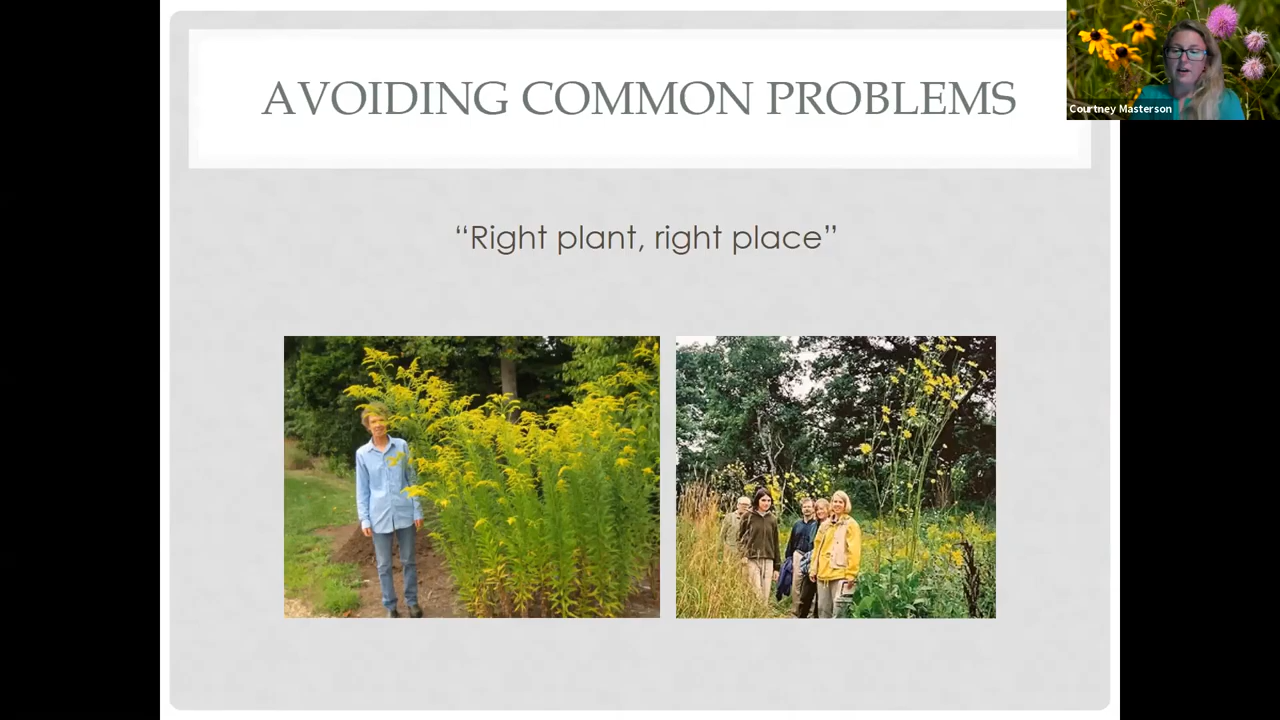 AVOIDING COMMON PROBLEMS
“Right plant, right place”
Courtney Masterson